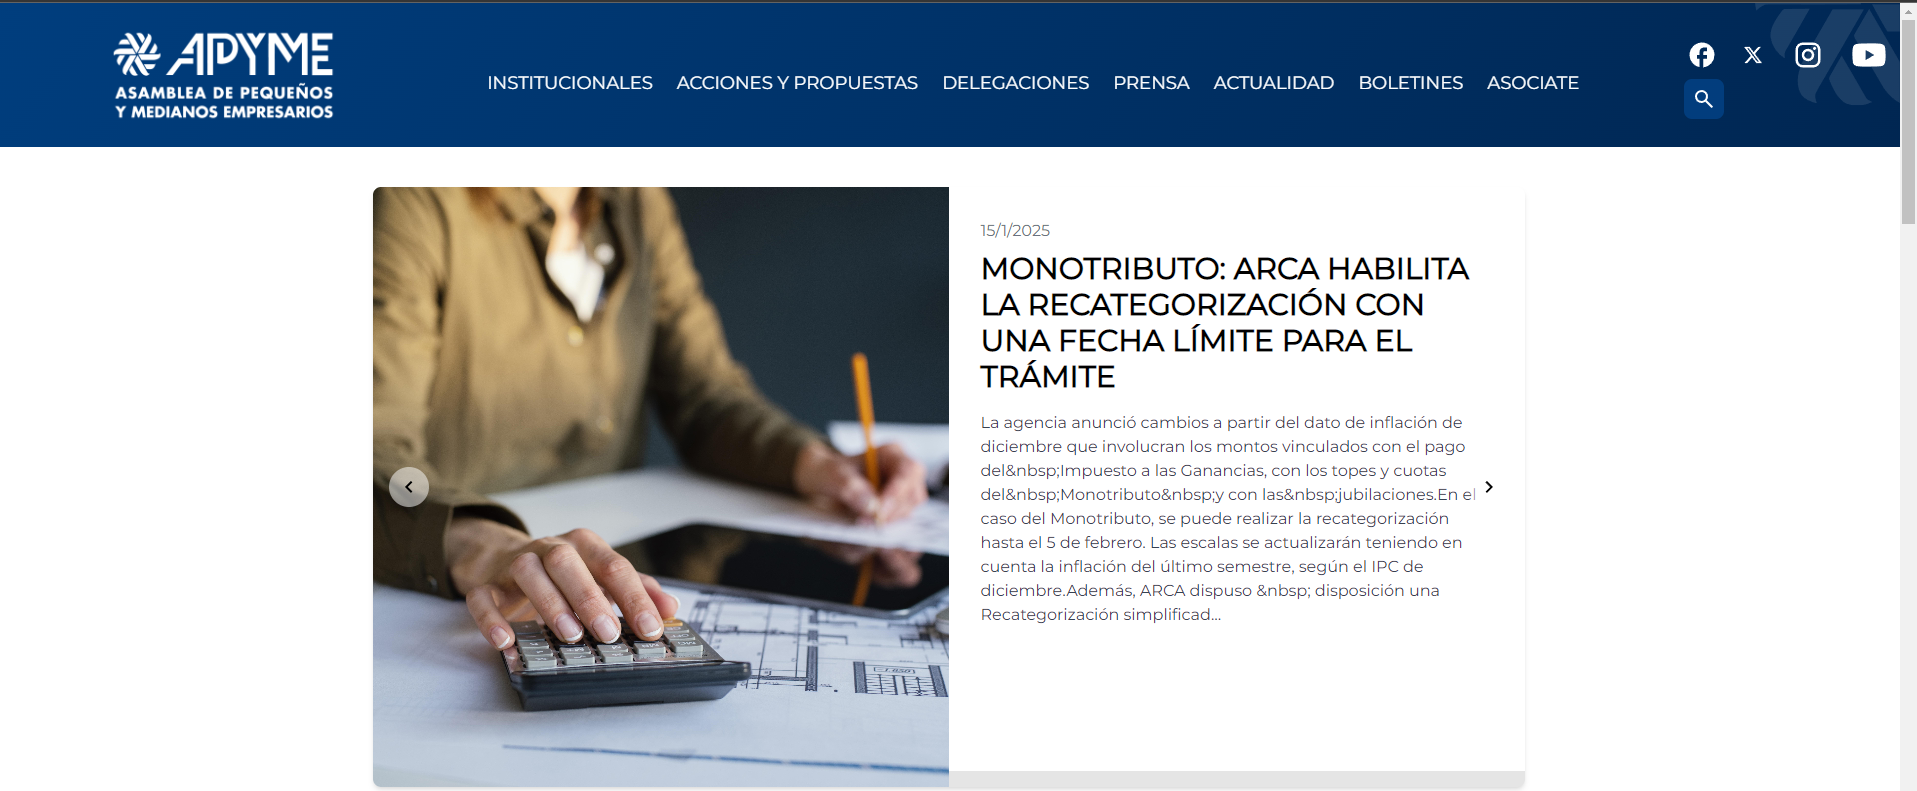 APYME
ASAMBLEA DE PEQUEÑOS
Y MEDIANOS EMPRESARIOS
INSTITUCIONALES ACCIONES Y PROPUESTAS DELEGACIONES PRENSA ACTUALIDAD BOLETINES ASOCIATE
15/1/2025
MONOTRIBUTO: ARCA HABILITA
LA RECATEGORIZACIÓN CON
UNA FECHA LÍMITE PARA EL
TRÁMITE
La agencia anunció cambios a partir del dato de inflación de
diciembre que involucran los montos vinculados con el pago
del&nbsp;Impuesto a las Ganancias, con los topes y cuotas
del&nbsp;Monotributo&nbsp;y con las&nbsp;jubilaciones.En el
caso del Monotributo, se puede realizar la recategorización
hasta el 5 de febrero. Las escalas se actualizarán teniendo en
cuenta la inflación del último semestre, según el IPC de
diciembre.Además, ARCA dispuso &nbsp; disposición una
Recategorización simplificad...